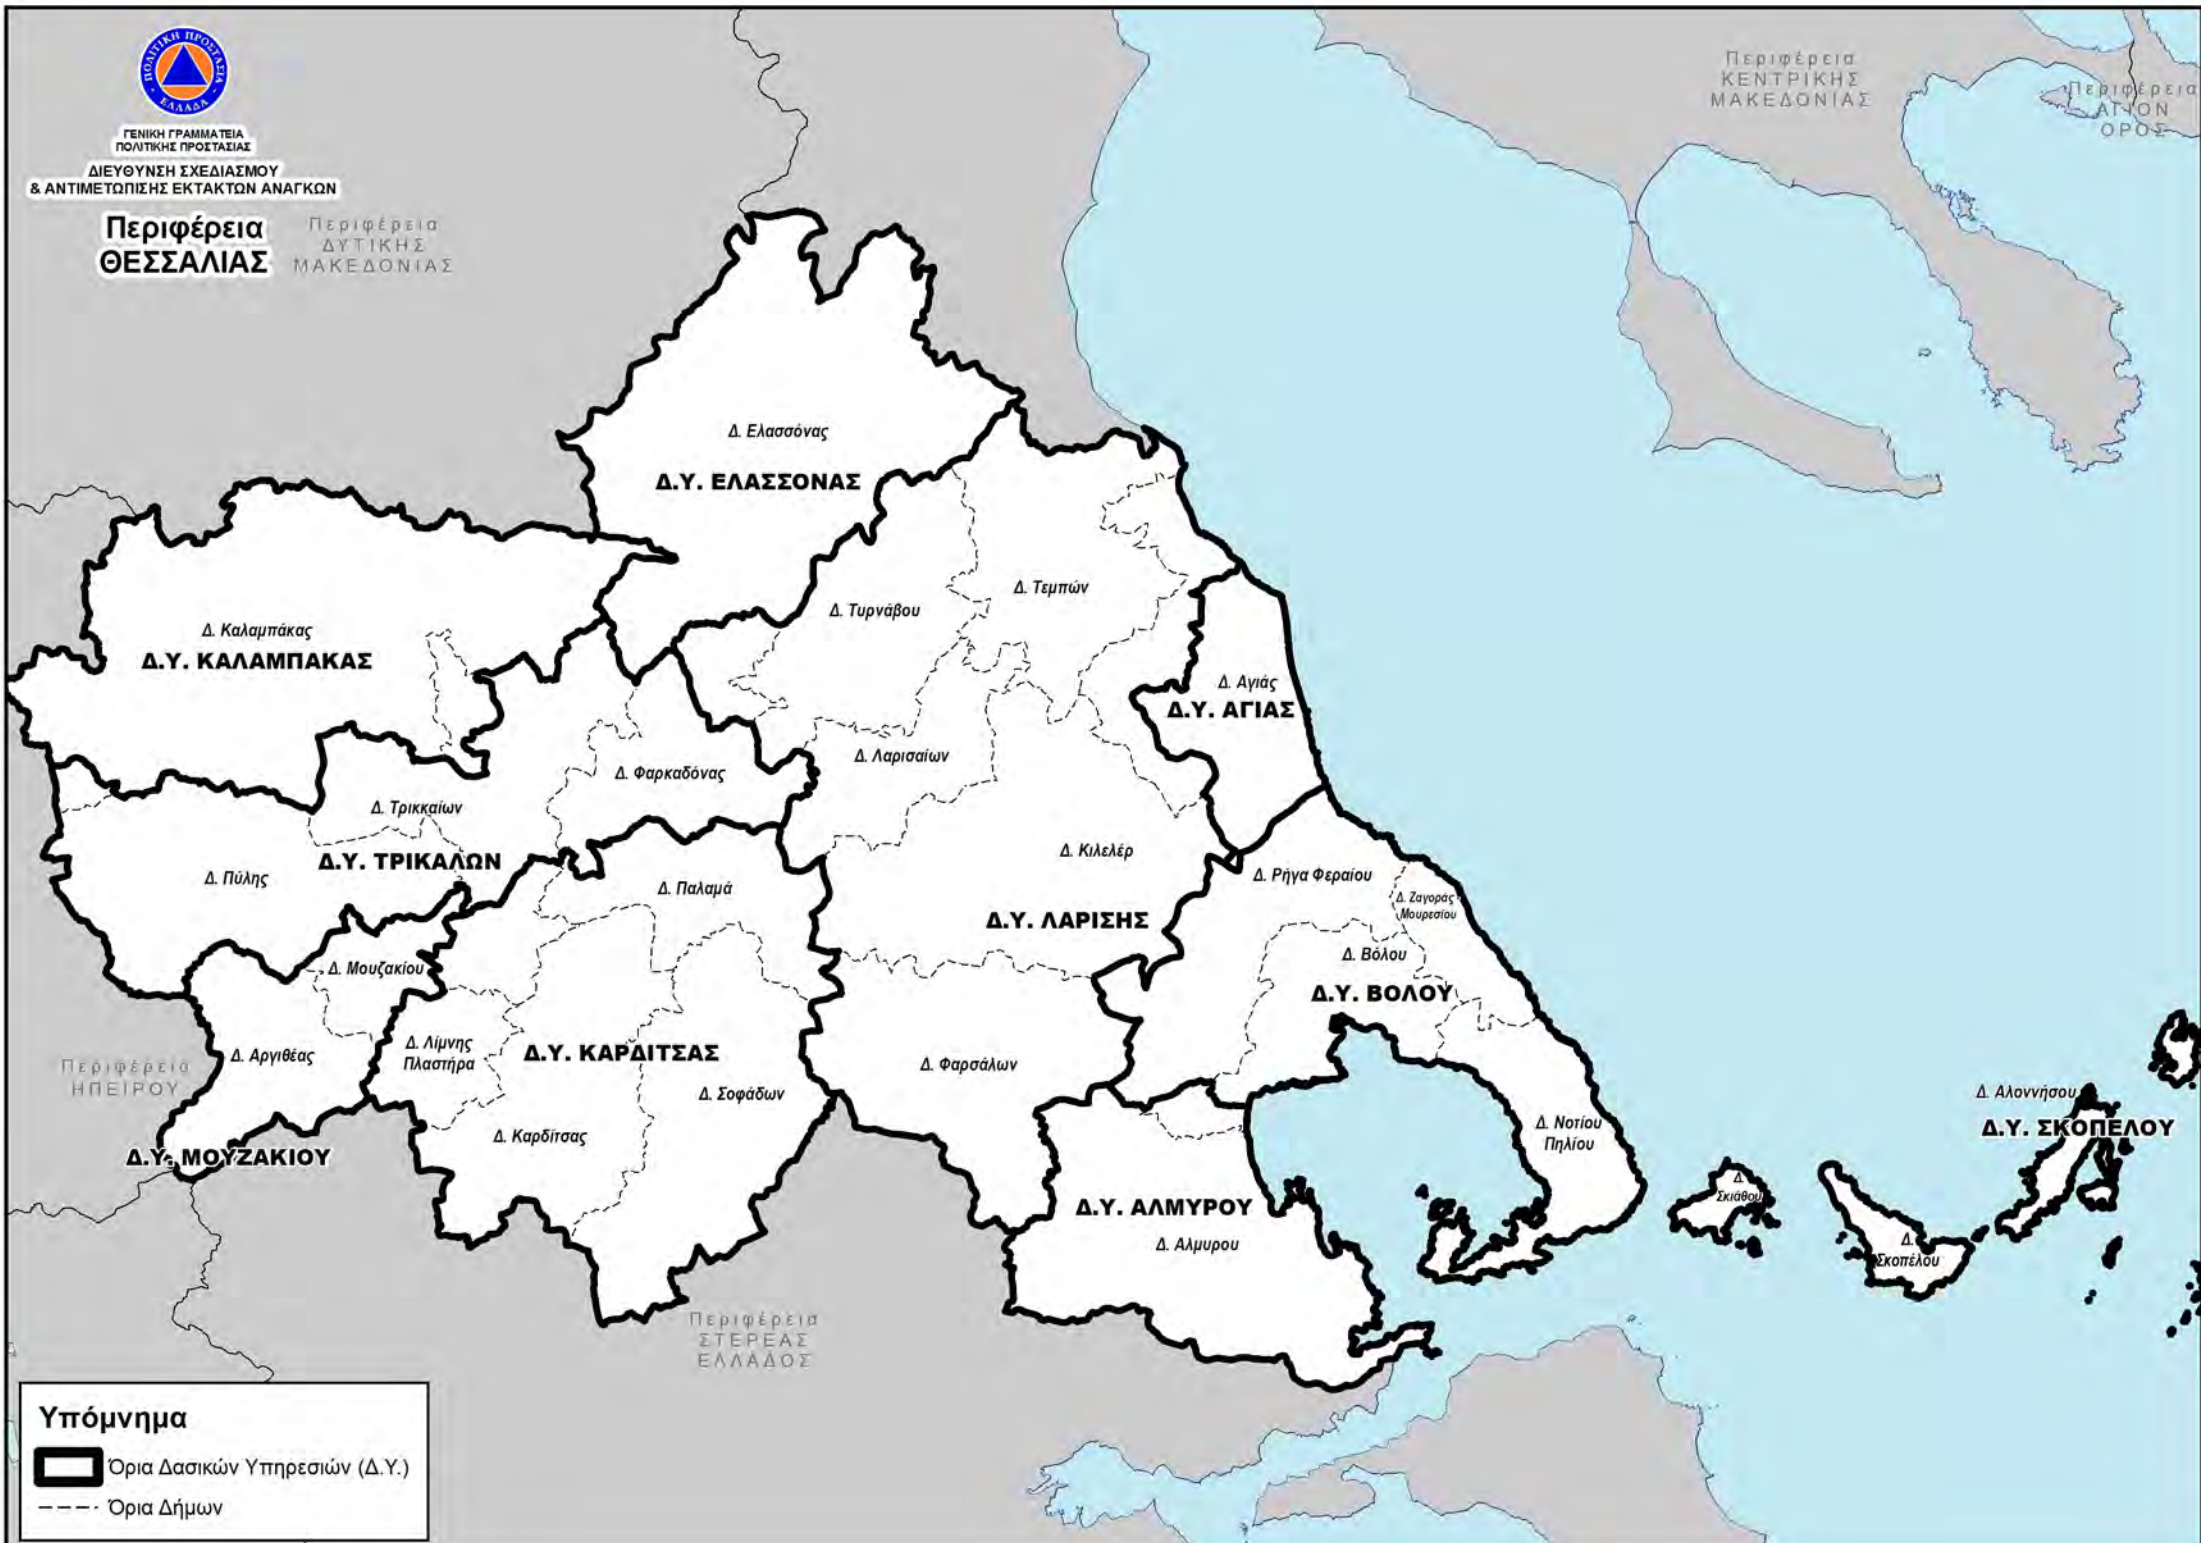 ΠΟΛΙΤΙΚΗ ΠΡΟΣΤΑΣΙΑ
ΕΛΛΑΔΑ
ΓΕΝΙΚΗ ΓΡΑΜΜΑΤΕΙΑ
ΠΟΛΙΤΙΚΗΣ ΠΡΟΣΤΑΣΙΑΣ
ΔΙΕΥΘΥΝΣΗ ΣΧΕΔΙΑΣΜΟΥ
& ΑΝΤΙΜΕΤΩΠΙΣΗΣ ΕΚΤΑΚΤΩΝ ΑΝΑΓΚΩΝ
Περιφέρεια
ΘΕΣΣΑΛΙΑΣ
Περιφέρεια
ΔΥΤΙΚΗΣ
ΜΑΚΕΔΟΝΙΑΣ
Περιφέρεια
ΚΕΝΤΡΙΚΗΣ
ΜΑΚΕΔΟΝΙΑΣ
Περιφέρεια
ΑΓΙΟΝ
ΟΡΟΣ
Δ. Ελασσόνας
Δ.Υ. ΕΛΑΣΣΟΝΑΣ
Δ. Τεμπών
Δ. Τυρνάβου
Δ. Καλαμπάκας
Δ.Υ. ΚΑΛΑΜΠΑΚΑΣ
Δ. Αγιάς
Δ.Υ. ΑΓΙΑΣ
Δ. Λαρισαίων
Δ. Φαρκαδόνας
Δ. Τρικκαίων
Δ.Υ. ΤΡΙΚΑΛΩΝ
Δ. Πύλης
Δ. Κιλελέρ
Δ.Υ. ΛΑΡΙΣΗΣ
Δ. Παλαμά
Δ. Ρήγα Φεραίου
Δ. Ζαγοράς
Μουρεσίου
Δ. Βόλου
Δ.Υ. ΒΟΛΟΥ
Δ. Μουζακίου
Δ. Αργιθέας
Δ. Λίμνης
Πλαστήρα
Δ.Υ. ΚΑΡΔΙΤΣΑΣ
Δ. Φαρσάλων
Δ. Σοφάδων
Δ. Καρδίτσας
Περιφέρεια
ΗΠΕΙΡΟΥ
Δ.Υ. ΜΟΥΖΑΚΙΟΥ
Δ. Νοτίου
Πηλίου
Δ. Αλοννήσου
Δ.Υ. ΣΚΟΠΕΛΟΥ
Δ.
Σκιάθου
Δ.
Σκοπέλου
Δ.Υ. ΑΛΜΥΡΟΥ
Δ. Αλμυρου
Περιφέρεια
ΣΤΕΡΕΑΣ
ΕΛΛΑΔΟΣ
Υπόμνημα
Όρια Δασικών Υπηρεσιών (Δ.Υ.)
Όρια Δήμων